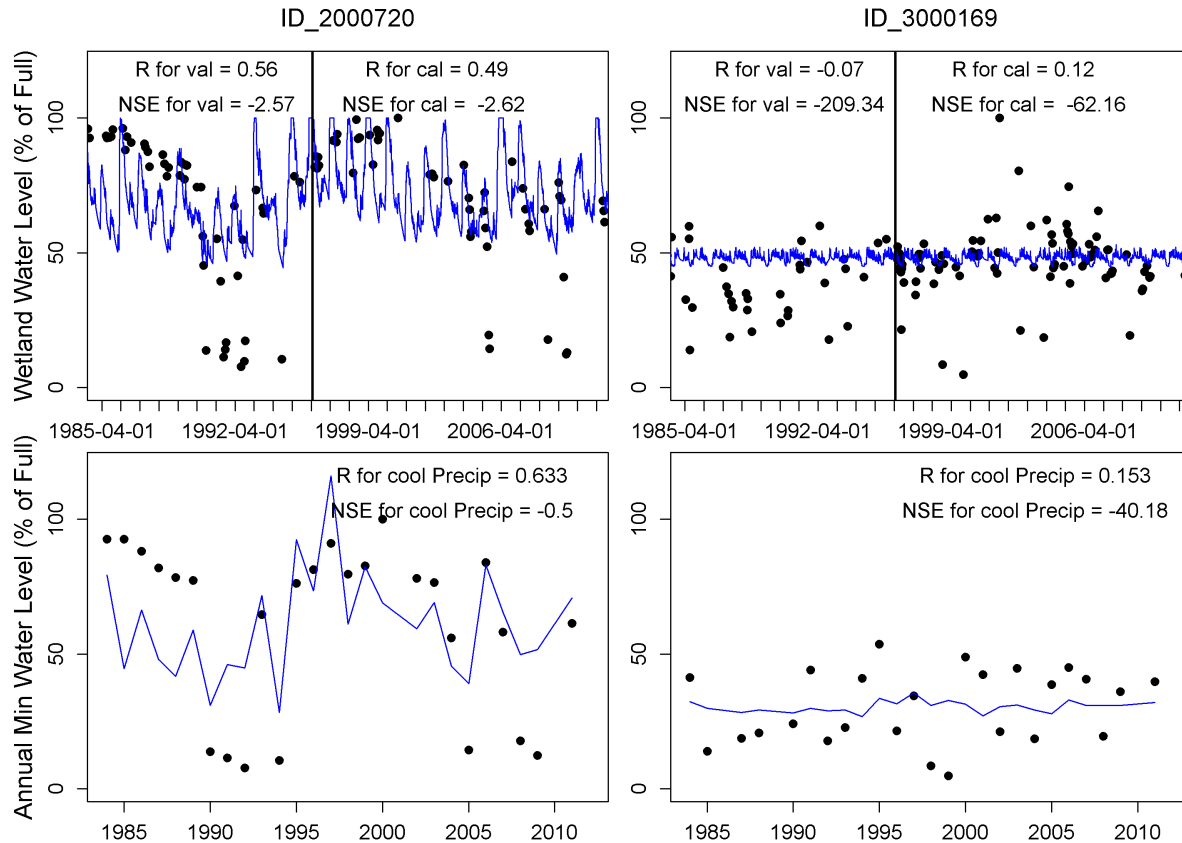 ID_2000720
ID_3000169
Wetland Water Level (% of Full)
R for val = 0.56
R for cal = 0.49
NSE for val = -2.57
NSE for cal = -2.62
100
50
0
1985-04-01
1992-04-01
1999-04-01
2006-04-01
R for val = -0.07
R for cal = 0.12
NSE for val = -209.34
NSE for cal = -62.16
100
50
0
1985-04-01
1992-04-01
1999-04-01
2006-04-01
Annual Min Water Level (% of Full)
R for cool Precip = 0.633
NSE for cool Precip = -0.5
100
50
0
1985
1990
1995
2000
2005
2010
R for cool Precip = 0.153
NSE for cool Precip = -40.18
100
50
0
1985
1990
1995
2000
2005
2010